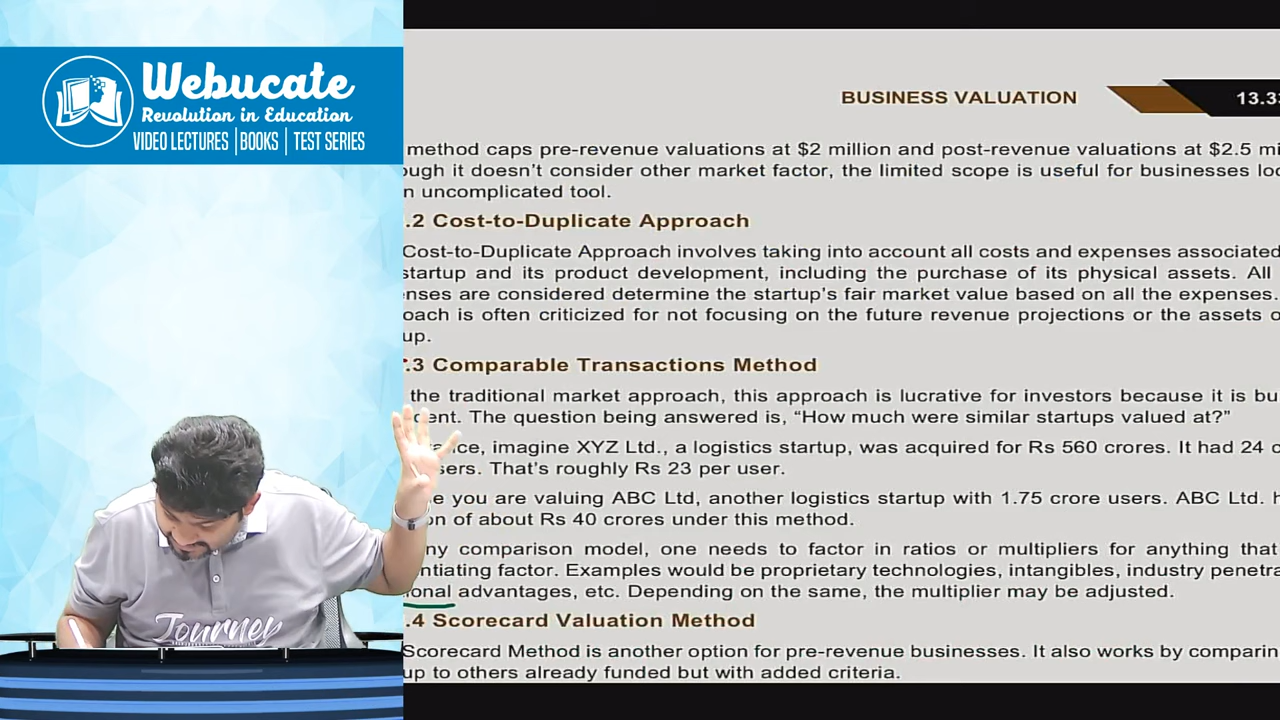 Webucate
Revolution in Education
VIDEO LECTURES | BOOKS | TEST SERIES
BUSINESS VALUATION
13.33
method caps pre-revenue valuations at $2 million and post-revenue valuations at $2.5 mi
ough it doesn't consider other market factor, the limited scope is useful for businesses loo
n uncomplicated tool.
.2 Cost-to-Duplicate Approach
Cost-to-Duplicate Approach involves taking into account all costs and expenses associated
startup and its product development, including the purchase of its physical assets. All
enses are considered determine the startup's fair market value based on all the expenses.
oach is often criticized for not focusing on the future revenue projections or the assets o
up.
.3 Comparable Transactions Method
the traditional market approach, this approach is lucrative for investors because it is bu
dent. The question being answered is, “How much were similar startups valued at?”
nce, imagine XYZ Ltd., a logistics startup, was acquired for Rs 560 crores. It had 24 c
sers. That's roughly Rs 23 per user.
e you are valuing ABC Ltd, another logistics startup with 1.75 crore users. ABC Ltd. h
on of about Rs 40 crores under this method.
ny comparison model, one needs to factor in ratios or multipliers for anything that
entiating factor. Examples would be proprietary technologies, intangibles, industry penetra
ional advantages, etc. Depending on the same, the multiplier may be adjusted.
.4 Scorecard Valuation Method
Scorecard Method is another option for pre-revenue businesses. It also works by comparin
up to others already funded but with added criteria.
Journey